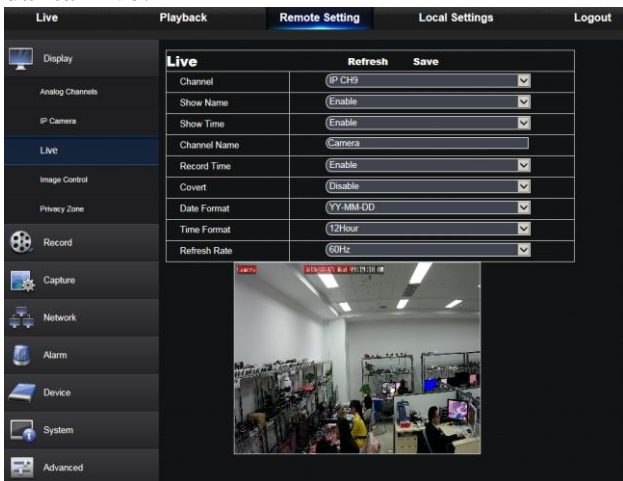 Live Playback Remote Setting Local Settings Logout
Display
Analog Channels
IP Camera
Live
Image Control
Privacy Zone
Record
Capture
Network
Alarm
Device
System
Advanced
Live Refresh Save
Channel IP CH9
Show Name Enable
Show Time Enable
Channel Name Camera
Record Time Enable
Covert Disable
Date Format YY-MM-DD
Time Format 12Hour
Refresh Rate 60Hz
Camera